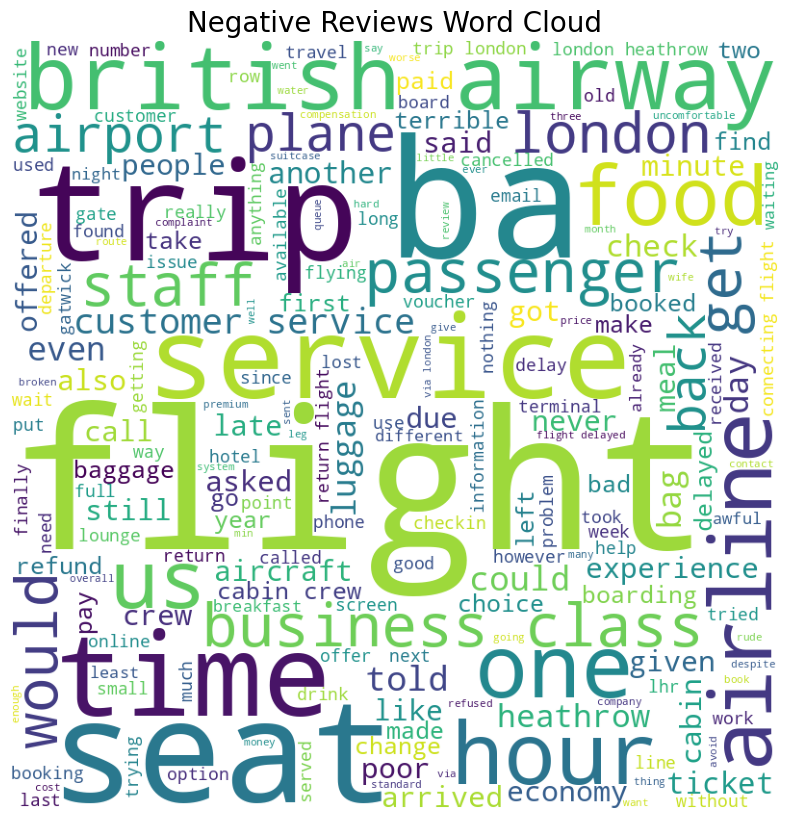 Negative Reviews Word Cloud
new number
travel
say
worse
trip london
london heathrow
two
website
british airway
went
row
water
paid
board
old
customer
compensation
three
uncomfortable
airport
plane
terrible
said
london
find
used
people
suitcase
another
cancelled
minute
waiting
night
trip
ba
little
ever
food
offered
departure
gate
really
anything
available
queue
long
email
hard
review
month
try
found
complaint
take
check
route
gatwick
issue
flying
air
passenger
wife
get
staff
first
voucher
booked
well
customer service
got
make
price
give
nothing
connecting flight
even
service
via london
delay
already
meal
back
received
day
broken
getting
since
lost
also
wait
premium
sent
luggage
due
terminal
never
put
call
late
use
different
flight delayed
return flight
leg
flight
information
bag
delayed
airline
way
hotel
baggage
system
asked
bad
contact
finally
full
go
point
left
problem
took
still
year
phone
checkin
week
awful
need
lounge
min
good
however
many
help
return
called
refund
overall
us
aircraft
could
experience
would
cabin crew
boarding
pay
breakfast
screen
choice
tried
crew
business class
rude
online
going
time
offer
next
one
given
despite
least
much
told
lhr
book
enough
small
drink
refused
company
cabin
like
heathrow
work
seat
made
change
hour
avoid
booking
trying
option
money
poor
via
line
thing
ticket
cost
served
standard
last
arrived
economy
want
without